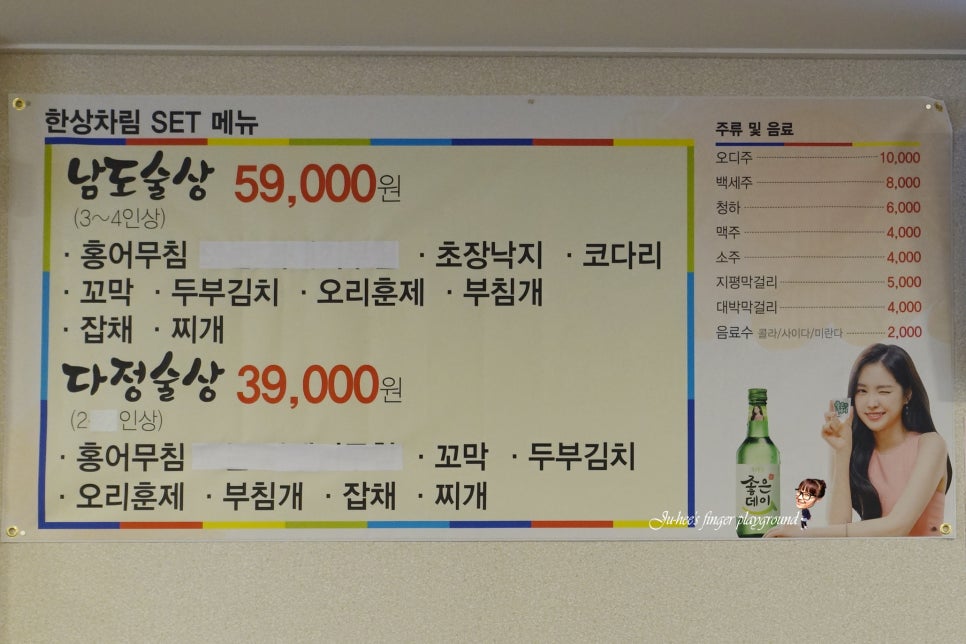 한상차림 SET 메뉴
남도술상 59,000원
(3~4인상)
· 홍어무침 · 초장낙지 · 코다리
· 꼬막 · 두부김치 · 오리훈제 · 부침개
· 잡채 · 찌개
다정술상 39,000원
(2 인상)
· 홍어무침 · 꼬막 · 두부김치
· 오리훈제 · 부침개 · 잡채 · 찌개
주류 및 음료
오디주 10,000
백세주 8,000
청하 6,000
맥주 4,000
소주 4,000
지평막걸리 5,000
대박막걸리 4,000
음료수 콜라/사이다/미란다 2,000
좋은
데이
Ju-hee's finger playground